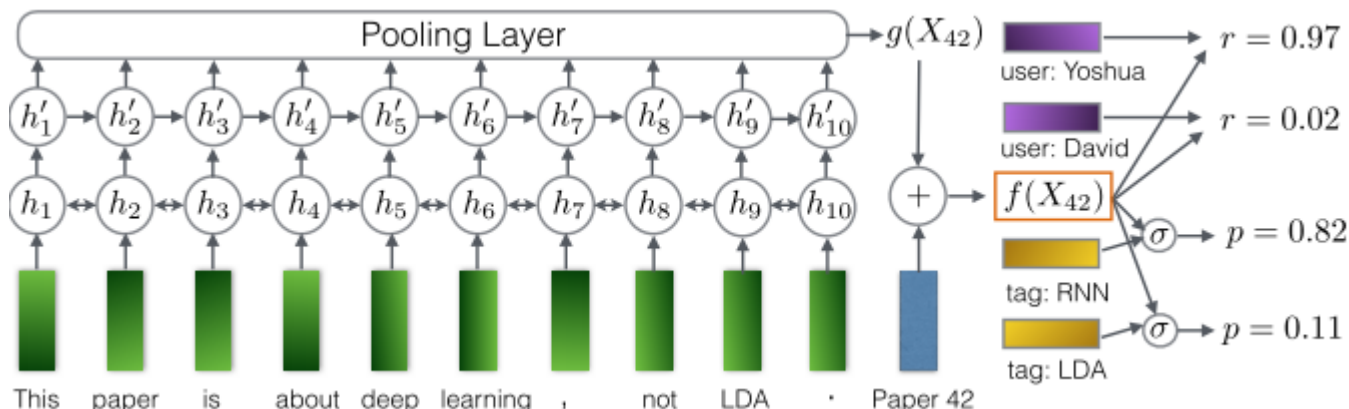 Pooling Layer
g(X₄₂)
user: Yoshua
r = 0.97
h′₁ h′₂ h′₃ h′₄ h′₅ h′₆ h′₇ h′₈ h′₉ h′₁₀
user: David
r = 0.02
h₁ h₂ h₃ h₄ h₅ h₆ h₇ h₈ h₉ h₁₀
+
f(X₄₂)
σ
p = 0.82
tag: RNN
σ
p = 0.11
tag: LDA
This paper is about deep learning , not LDA .
Paper 42